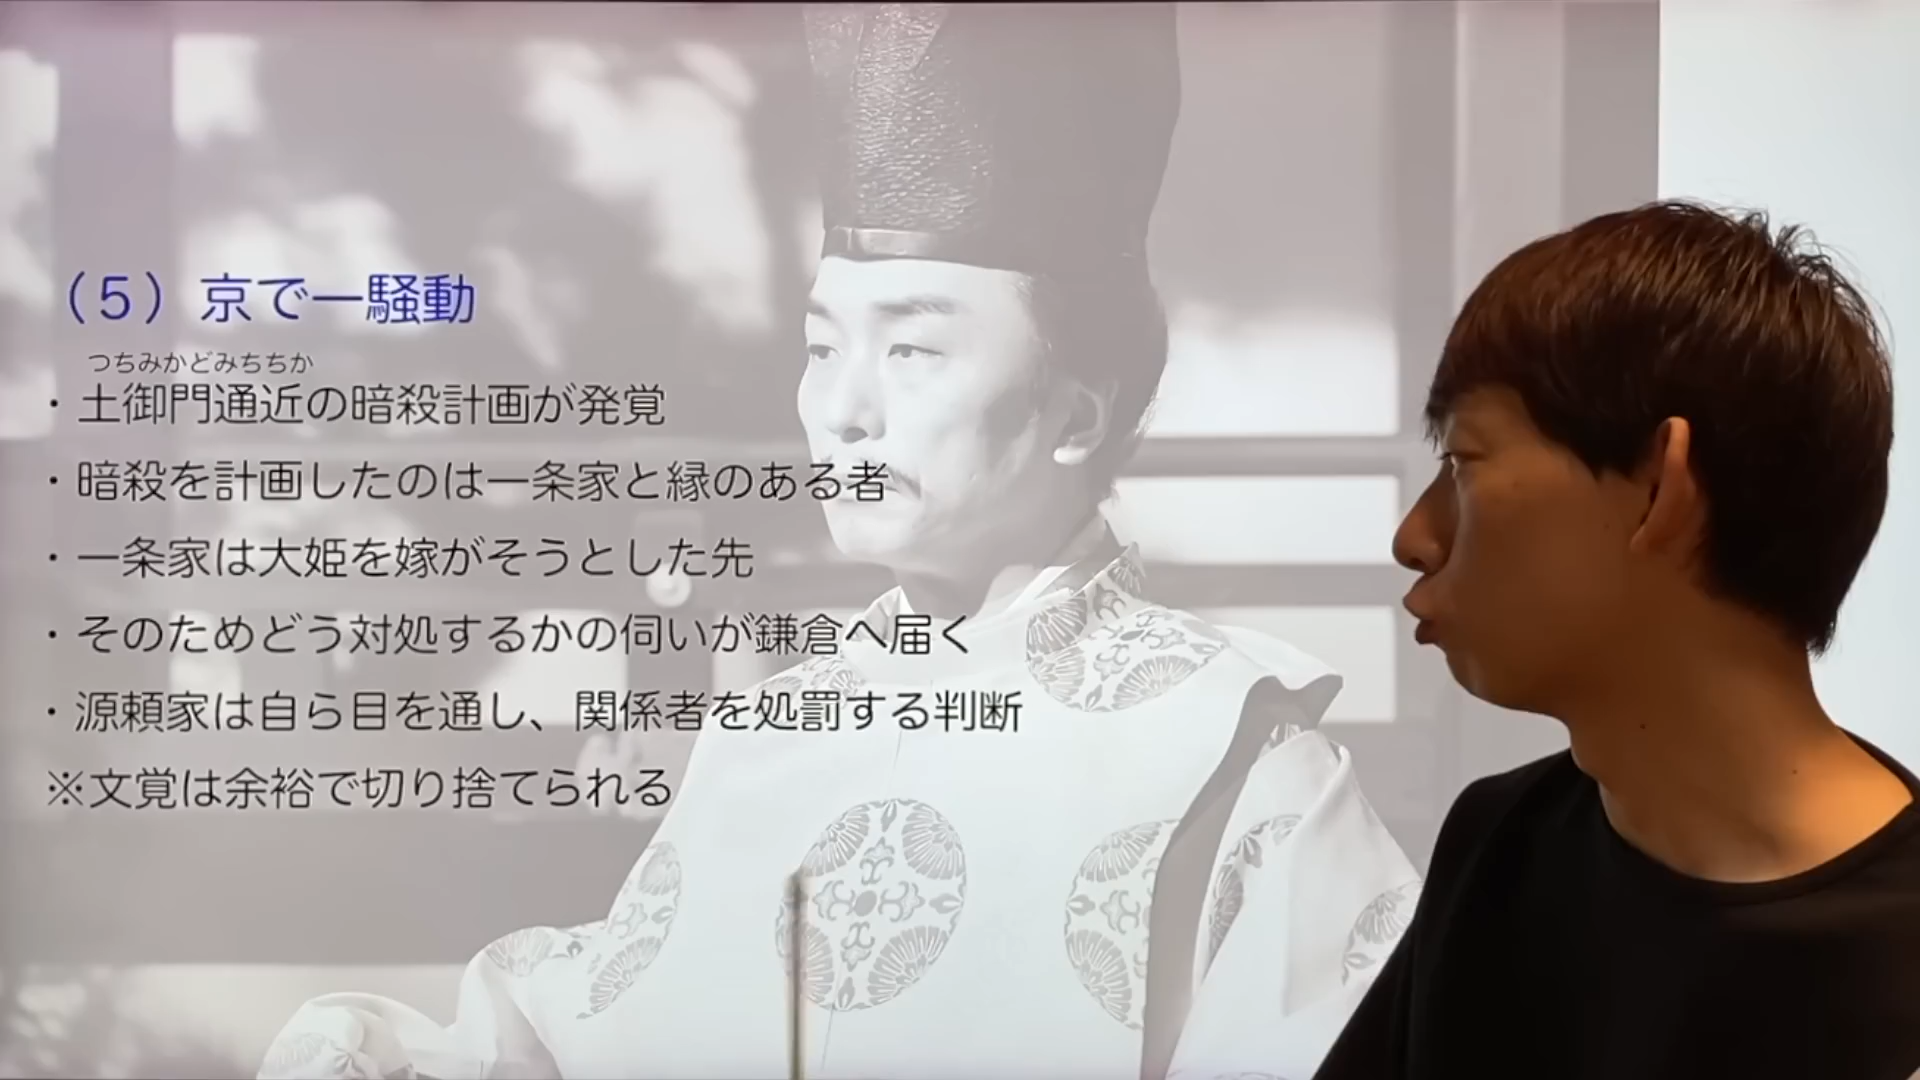 （５）京で一騒動
つちみかどみちちか
・土御門通近の暗殺計画が発覚
・暗殺を計画したのは一条家と縁のある者
・一条家は大姫を嫁がそうとした先
・そのためどう対処するかの伺いが鎌倉へ届く
・源頼家は自ら目を通し、関係者を処罰する判断
※文覚は余裕で切り捨てられる